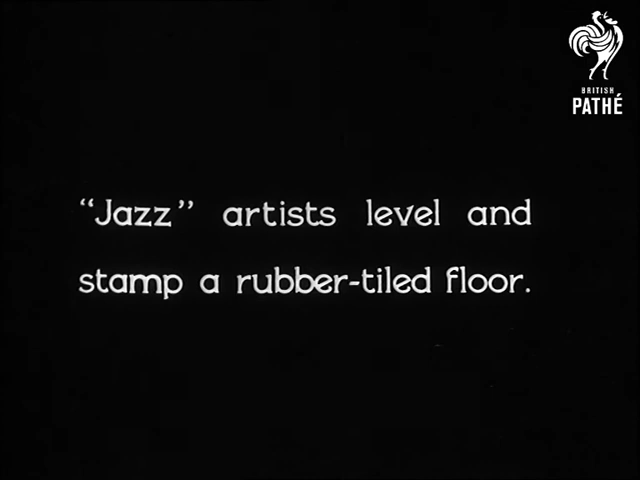 BRITISH
PATHÉ
“Jazz” artists level and
stamp a rubber-tiled floor.